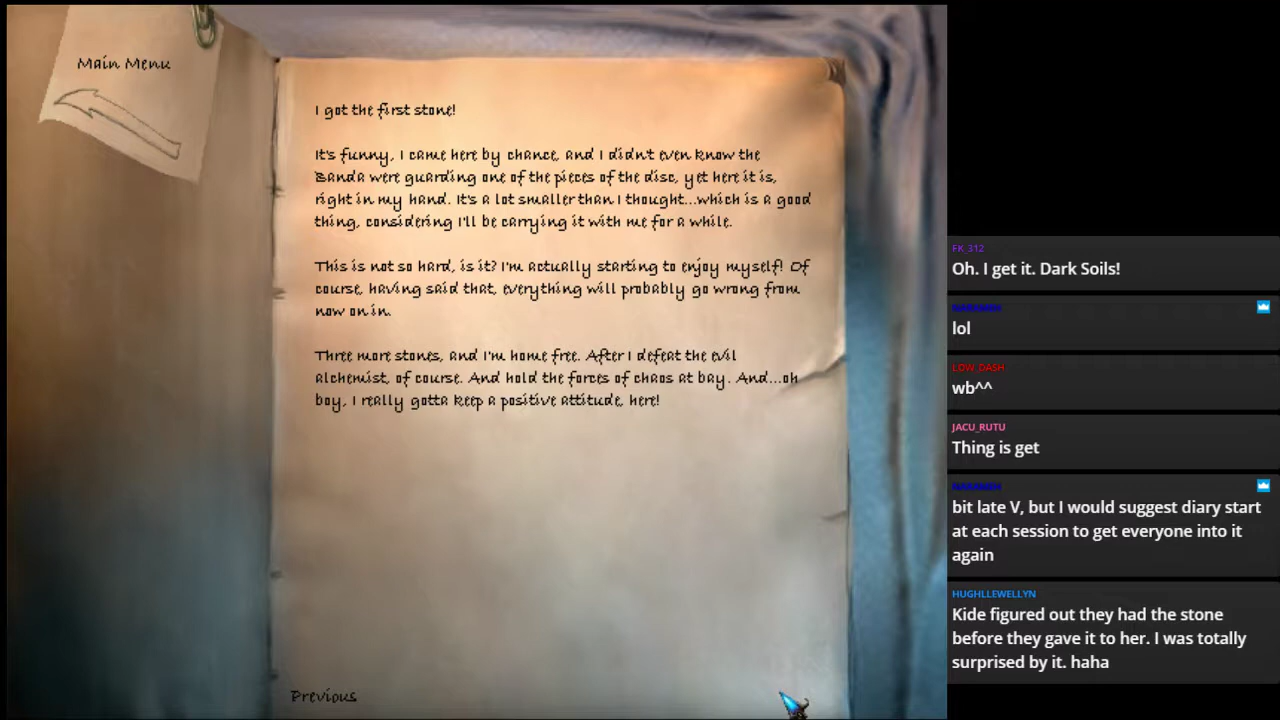 Main Menu
I got the first stone!
It's funny, I came here by chance, and I didn't even know the
Banda were guarding one of the pieces of the disc, yet here it is,
right in my hand. It's a lot smaller than I thought...which is a good
thing, considering I'll be carrying it with me for a while.
This is not so hard, is it? I'm actually starting to enjoy myself! Of
course, having said that, everything will probably go wrong from
now on in.
Three more stones, and I'm home free. After I defeat the evil
alchemist, of course. And hold the forces of chaos at bay. And...oh
boy, I really gotta keep a positive attitude, here!
Previous
FK_312
Oh. I get it. Dark Soils!
lol
LOW_DASH
wb^^
JACU_RUTU
Thing is get
bit late V, but I would suggest diary start
at each session to get everyone into it
again
HUGHLLEWELLYN
Kide figured out they had the stone
before they gave it to her. I was totally
surprised by it. haha